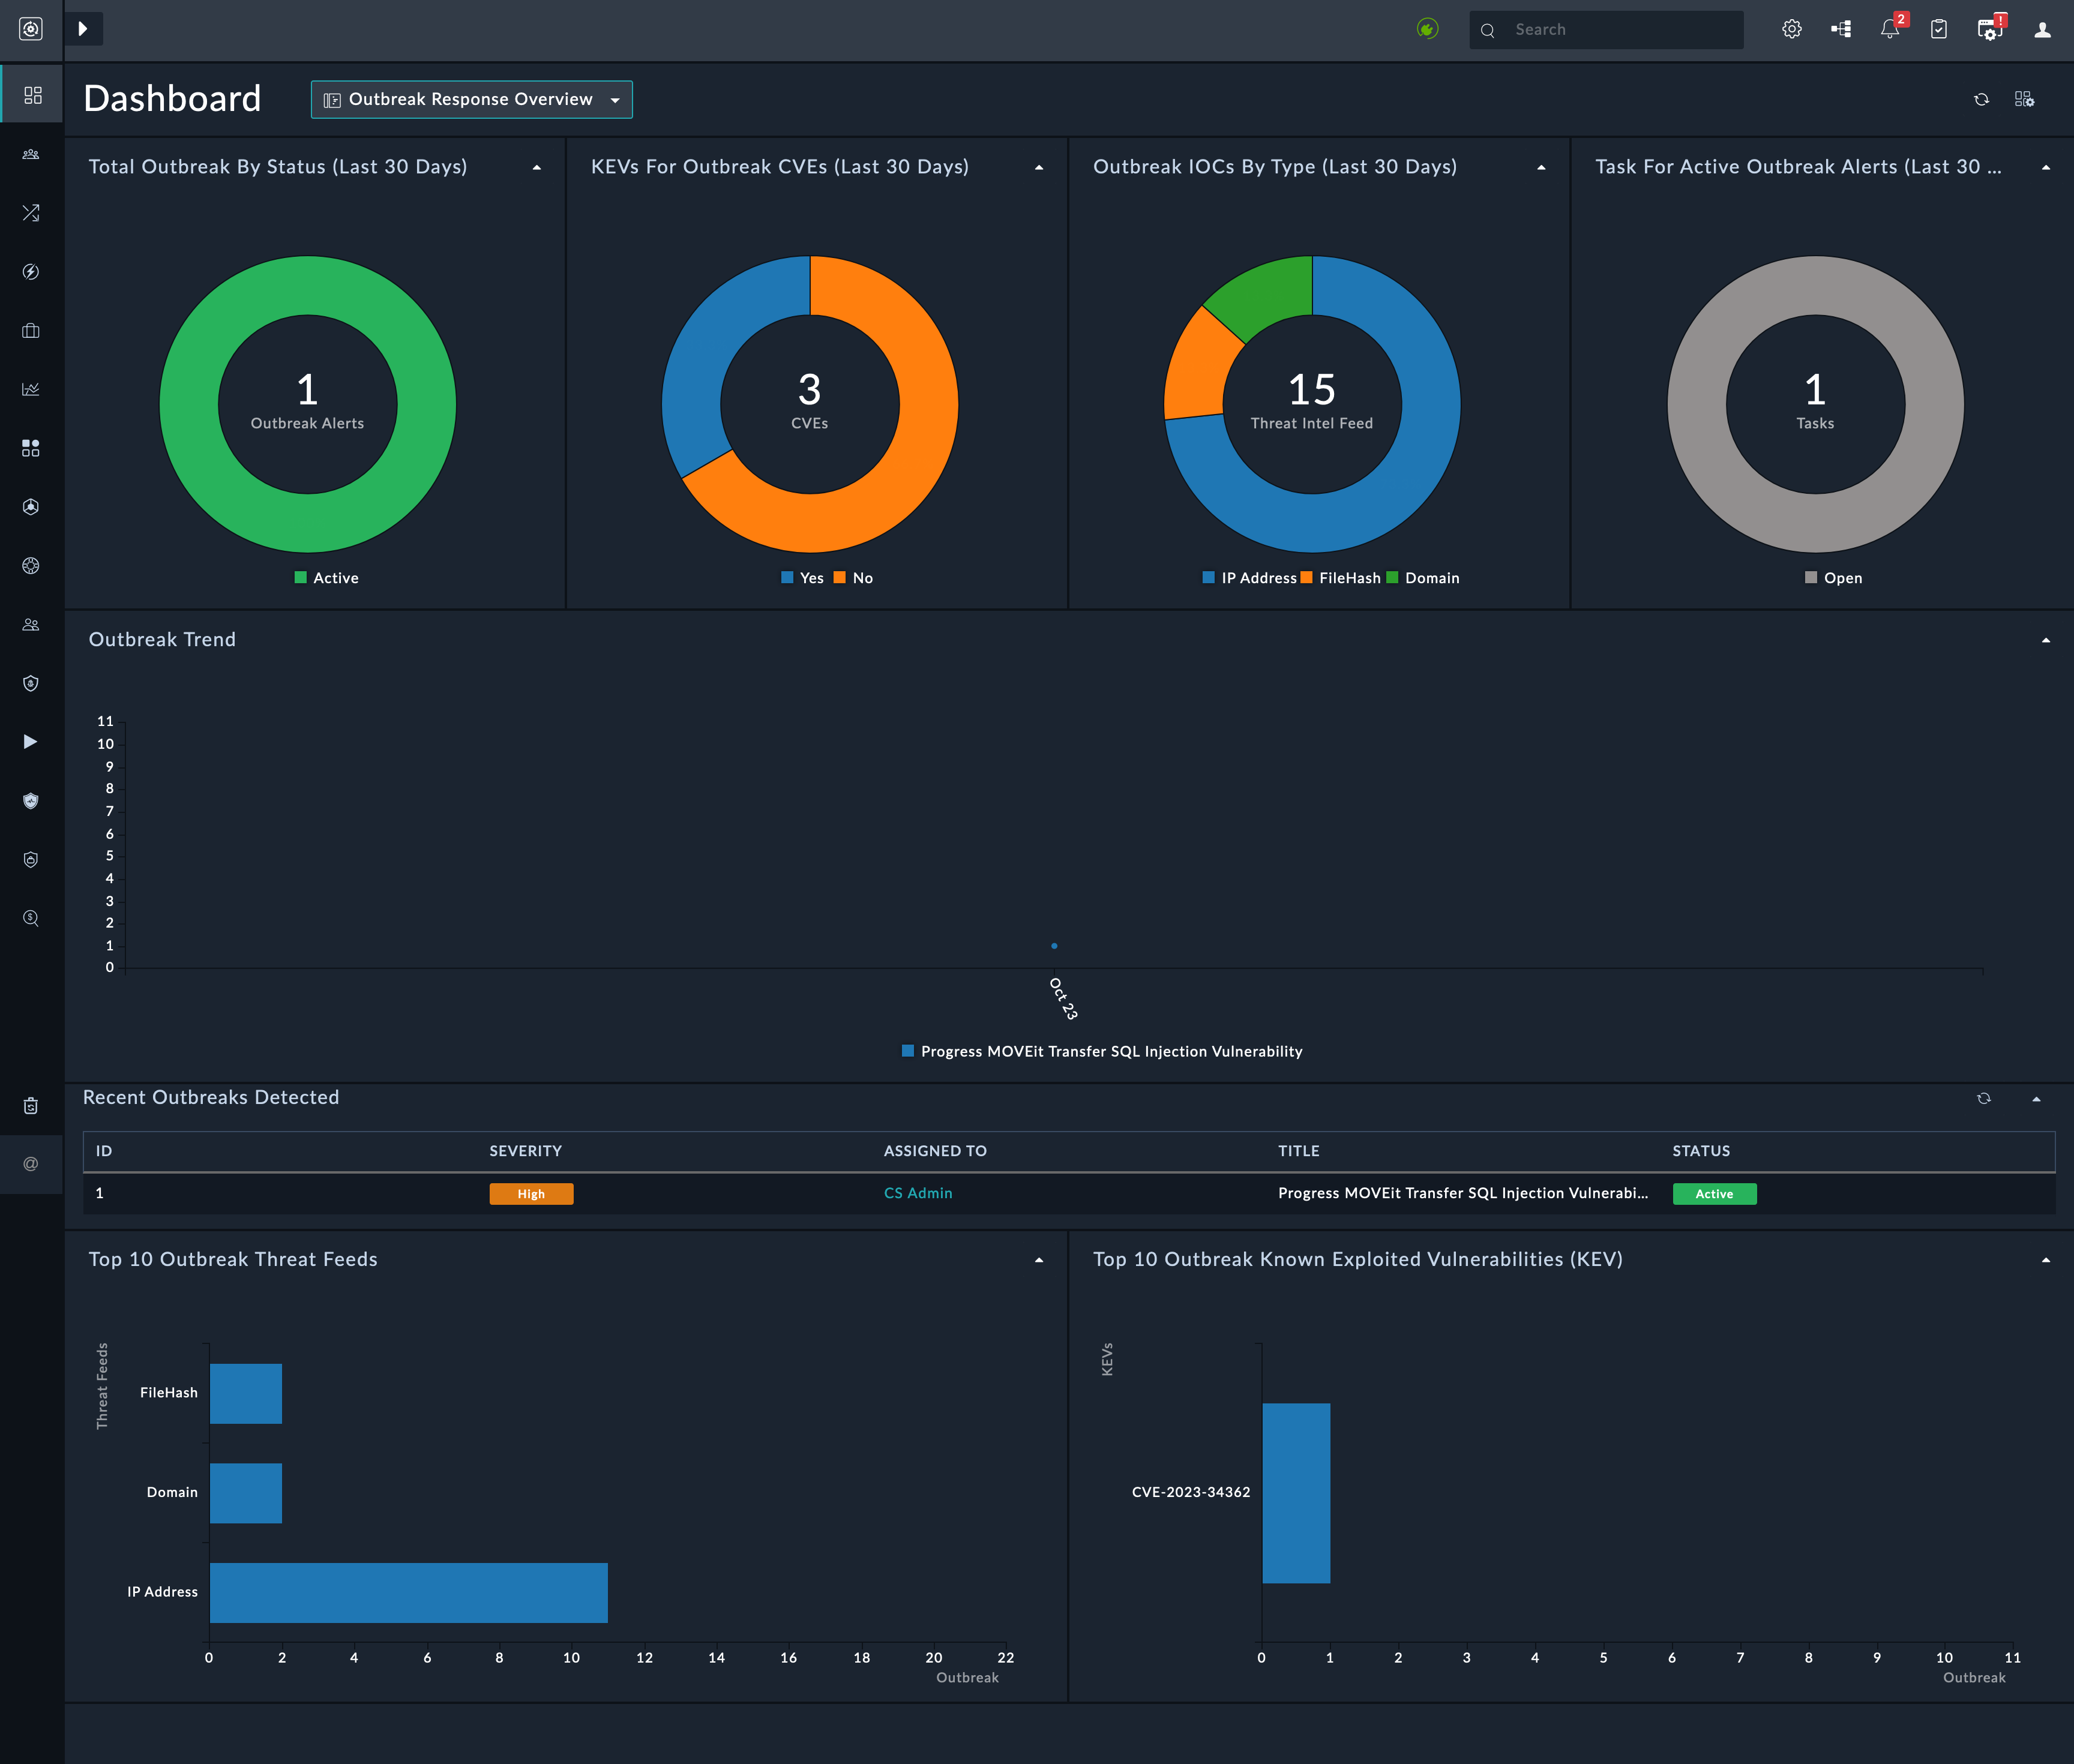 Search
2
!
Dashboard
Outbreak Response Overview
Total Outbreak By Status (Last 30 Days)
1
Outbreak Alerts
Active
KEVs For Outbreak CVEs (Last 30 Days)
3
CVEs
Yes No
Outbreak IOCs By Type (Last 30 Days)
15
Threat Intel Feed
IP Address FileHash Domain
Task For Active Outbreak Alerts (Last 30 ...
1
Tasks
Open
Outbreak Trend
11
10
9
8
7
6
5
4
3
2
1
0
Oct 23
Progress MOVEit Transfer SQL Injection Vulnerability
Recent Outbreaks Detected
ID SEVERITY ASSIGNED TO TITLE STATUS
1 High CS Admin Progress MOVEit Transfer SQL Injection Vulnerabi... Active
Top 10 Outbreak Threat Feeds
Threat Feeds
FileHash
Domain
IP Address
0 2 4 6 8 10 12 14 16 18 20 22
Outbreak
Top 10 Outbreak Known Exploited Vulnerabilities (KEV)
KEVs
CVE-2023-34362
0 1 2 3 4 5 6 7 8 9 10 11
Outbreak